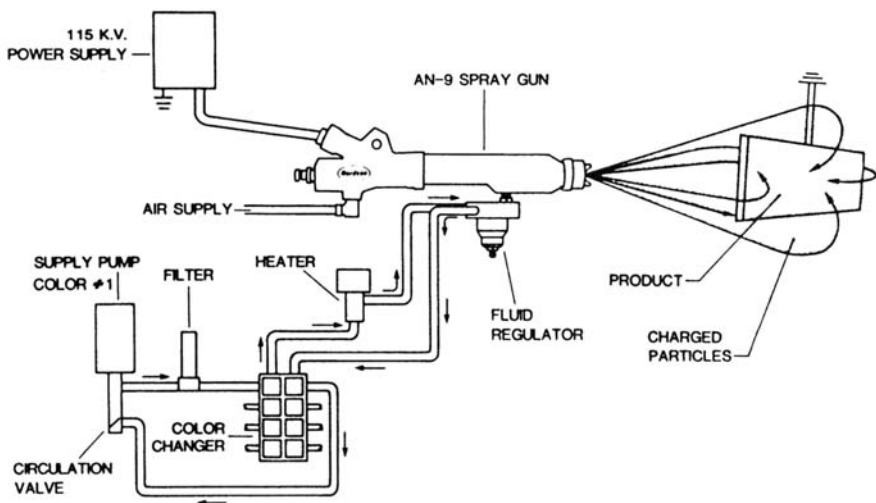 115 K.V.
POWER SUPPLY
AN-9 SPRAY GUN
Nordson
AIR SUPPLY
SUPPLY PUMP
COLOR #1
FILTER
HEATER
PRODUCT
FLUID
REGULATOR
CHARGED
PARTICLES
COLOR
CHANGER
CIRCULATION
VALVE